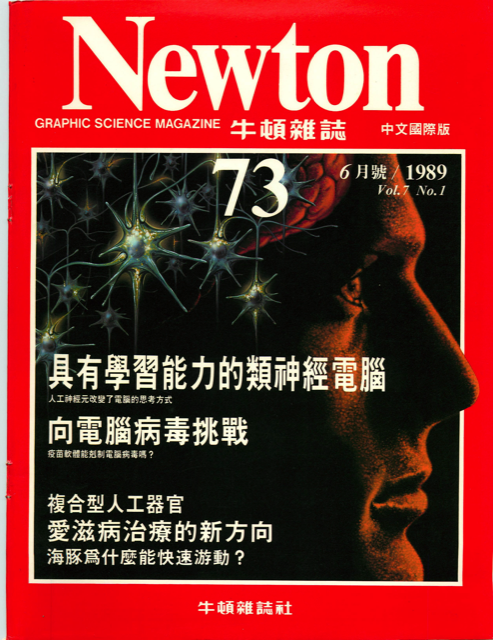 Newton
GRAPHIC SCIENCE MAGAZINE 牛頓雜誌 中文國際版
73 6月號 / 1989
Vol.7 No.1
具有學習能力的類神經電腦
人工神經元改變了電腦的思考方式
向電腦病毒挑戰
疫苗軟體能剋制電腦病毒嗎？
複合型人工器官
愛滋病治療的新方向
海豚爲什麼能快速游動？
牛頓雜誌社